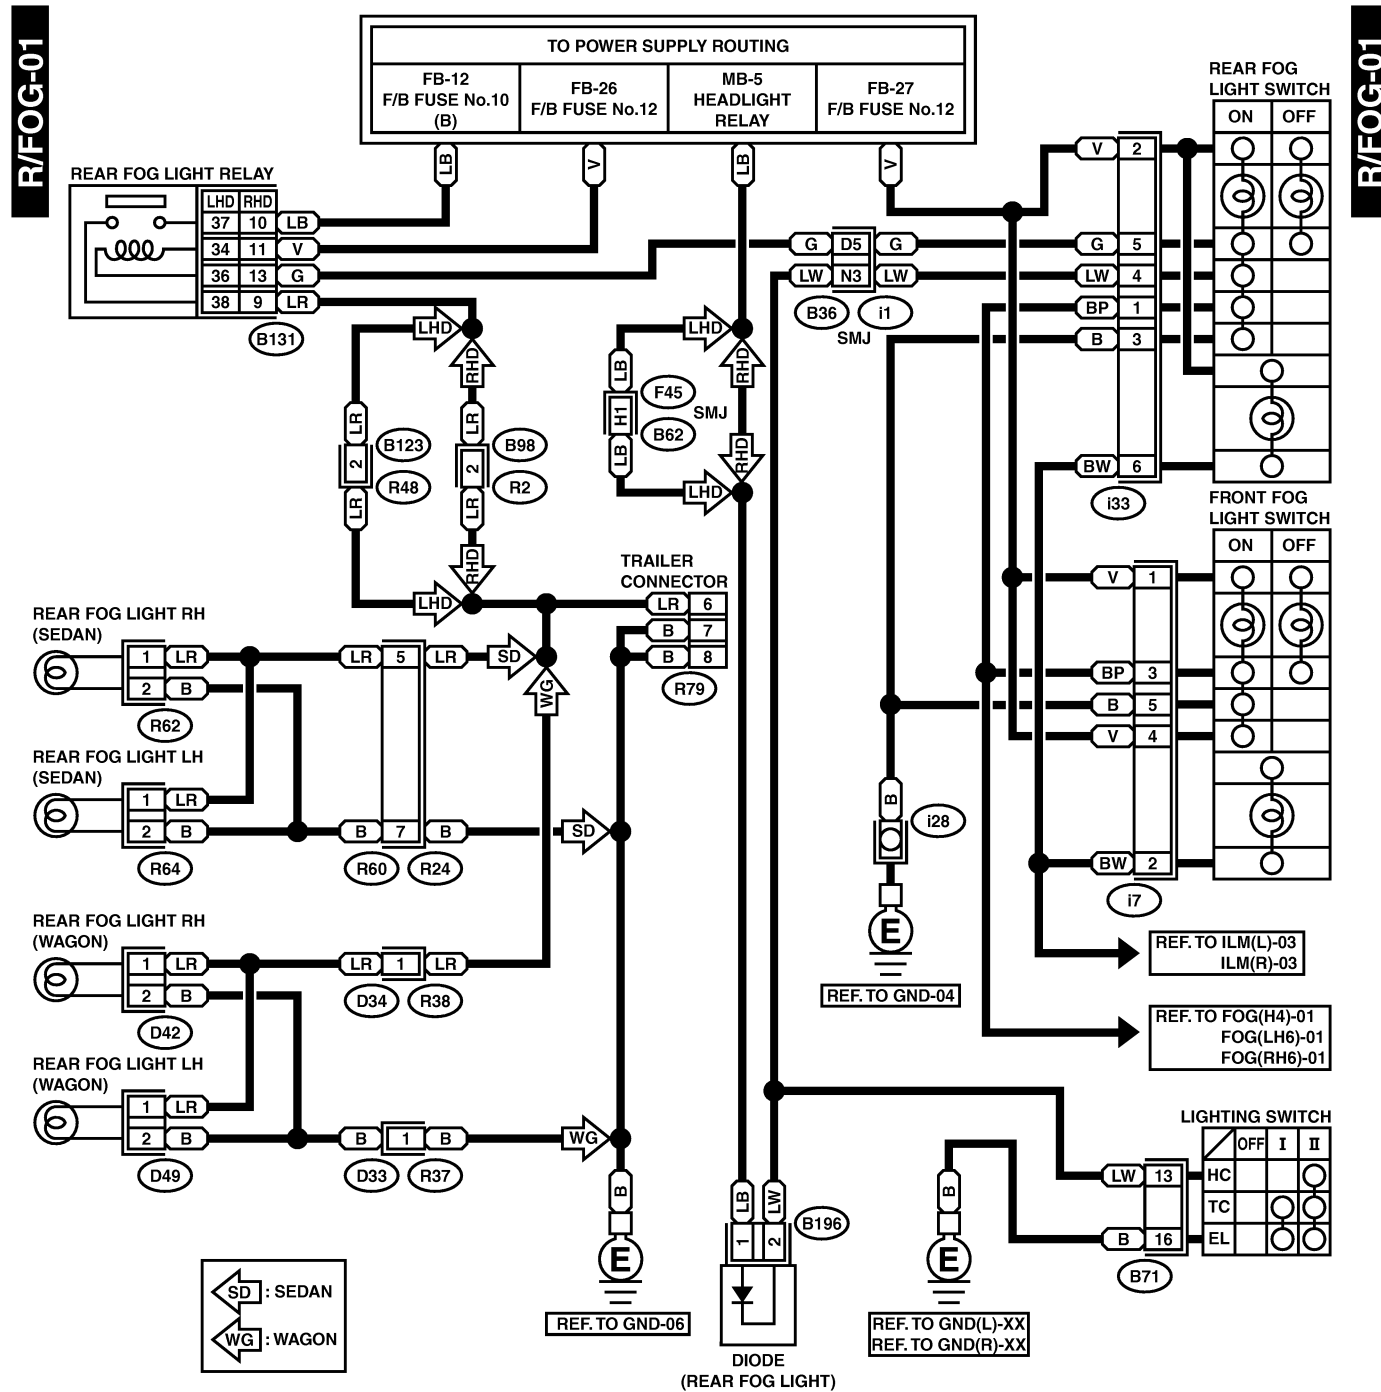 R/FOG-01
R/FOG-01
TO POWER SUPPLY ROUTING
FB-12
F/B FUSE No.10
(B)
FB-26
F/B FUSE No.12
MB-5
HEADLIGHT
RELAY
FB-27
F/B FUSE No.12
LB
V
LB
V
REAR FOG LIGHT RELAY
LHD RHD
37 10 LB
34 11 V
36 13 G
38 9 LR
B131
G D5 G
LW N3 LW
B36 i1
SMJ
REAR FOG
LIGHT SWITCH
ON OFF
V 2
G 5
LW 4
BP 1
B 3
BW 6
i33
LHD
RHD
LR
LR
2
2
B123
R48
B98
R2
LR
LR
RHD
LHD
LHD
RHD
LB
H1
LB
F45
SMJ
B62
RHD
LHD
FRONT FOG
LIGHT SWITCH
ON OFF
V 1
BP 3
B 5
V 4
BW 2
i7
TRAILER
CONNECTOR
LR 6
B 7
B 8
R79
REAR FOG LIGHT RH
(SEDAN)
1 LR
2 B
R62
LR 5 LR
SD
WG
REAR FOG LIGHT LH
(SEDAN)
1 LR
2 B
R64
B 7 B
SD
R60 R24
B
i28
E
REF. TO GND-04
REAR FOG LIGHT RH
(WAGON)
1 LR
2 B
D42
LR 1 LR
D34 R38
REAR FOG LIGHT LH
(WAGON)
1 LR
2 B
D49
B 1 B
WG
D33 R37
B
E
REF. TO GND-06
REF. TO ILM(L)-03
ILM(R)-03
REF. TO FOG(H4)-01
FOG(LH6)-01
FOG(RH6)-01
LIGHTING SWITCH
OFF I II
LW 13 HC
TC
B 16 EL
B71
LB LW
1 2
B196
DIODE
(REAR FOG LIGHT)
B
E
REF. TO GND(L)-XX
REF. TO GND(R)-XX
SD : SEDAN
WG : WAGON